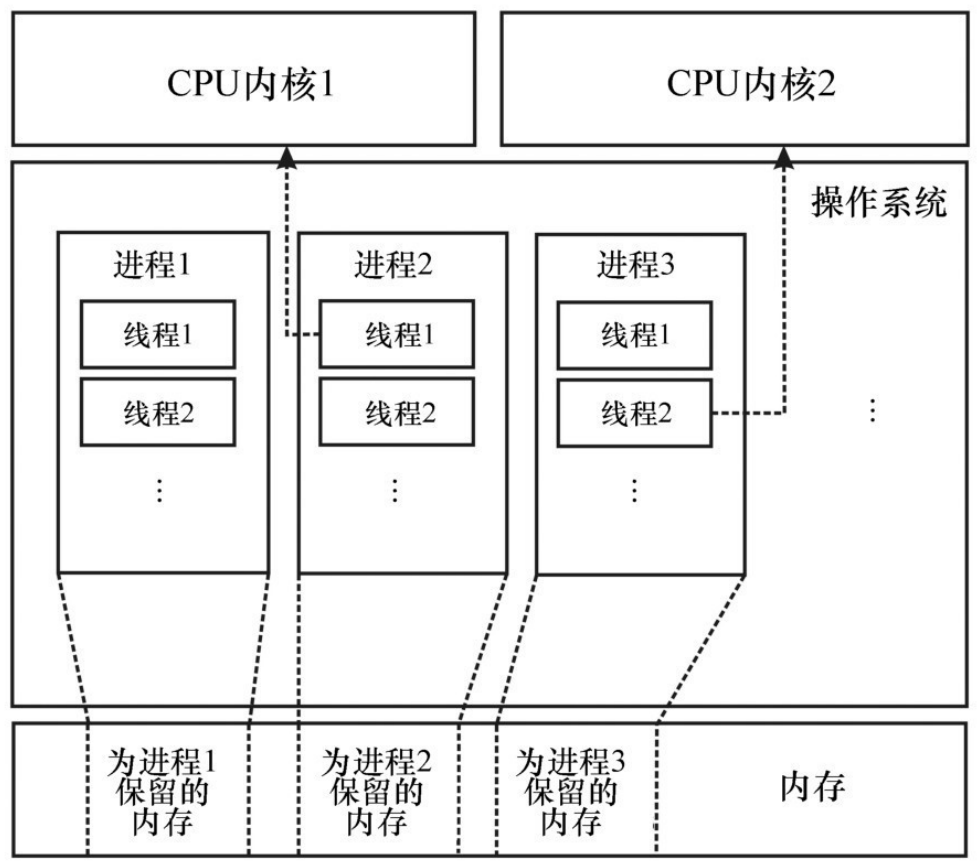 CPU内核1
CPU内核2
操作系统
进程1
线程1
线程2
⋮
进程2
线程1
线程2
⋮
进程3
线程1
线程2
⋮
⋮
为进程1
保留的
内存
为进程2
保留的
内存
为进程3
保留的
内存
内存